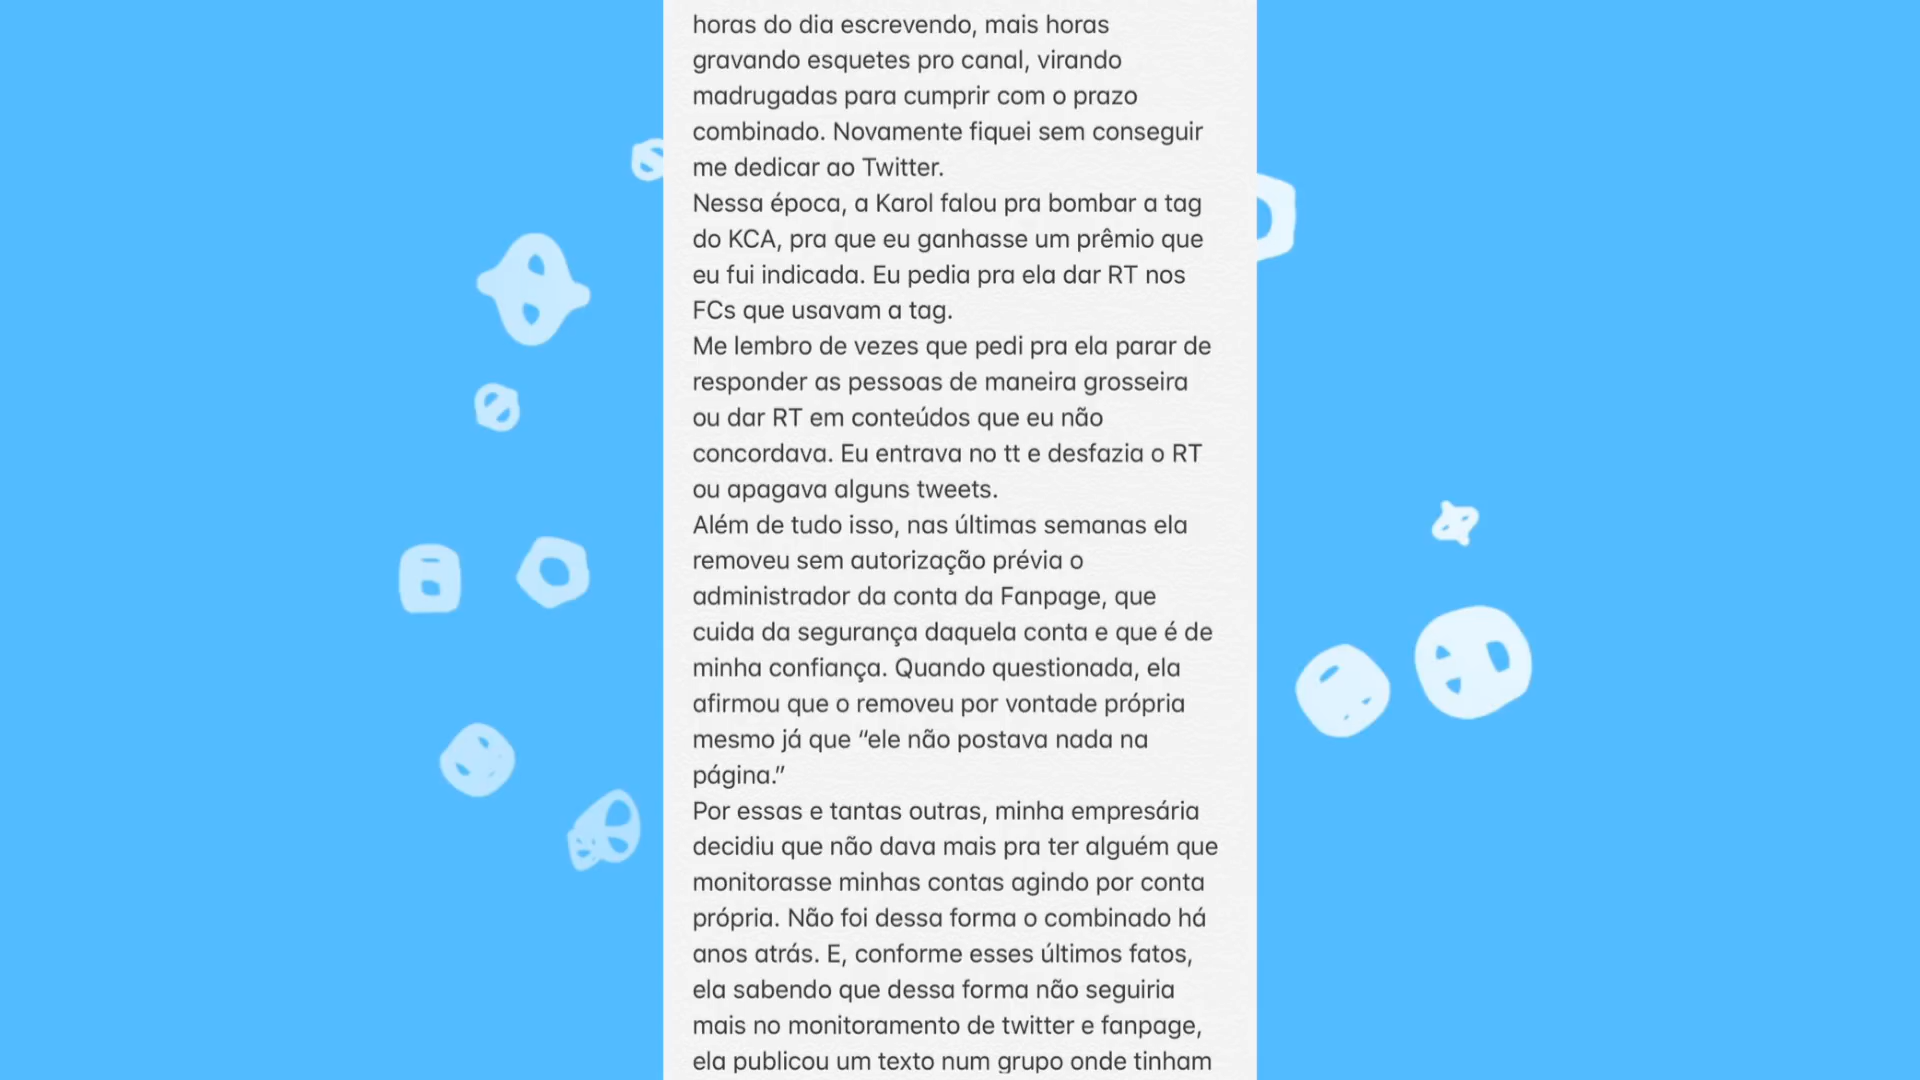 horas do dia escrevendo, mais horas
gravando esquetes pro canal, virando
madrugadas para cumprir com o prazo
combinado. Novamente fiquei sem conseguir
me dedicar ao Twitter.
Nessa época, a Karol falou pra bombar a tag
do KCA, pra que eu ganhasse um prêmio que
eu fui indicada. Eu pedia pra ela dar RT nos
FCs que usavam a tag.
Me lembro de vezes que pedi pra ela parar de
responder as pessoas de maneira grosseira
ou dar RT em conteúdos que eu não
concordava. Eu entrava no tt e desfazia o RT
ou apagava alguns tweets.
Além de tudo isso, nas últimas semanas ela
removeu sem autorização prévia o
administrador da conta da Fanpage, que
cuida da segurança daquela conta e que é de
minha confiança. Quando questionada, ela
afirmou que o removeu por vontade própria
mesmo já que “ele não postava nada na
página.”
Por essas e tantas outras, minha empresária
decidiu que não dava mais pra ter alguém que
monitorasse minhas contas agindo por conta
própria. Não foi dessa forma o combinado há
anos atrás. E, conforme esses últimos fatos,
ela sabendo que dessa forma não seguiria
mais no monitoramento de twitter e fanpage,
ela publicou um texto num grupo onde tinham